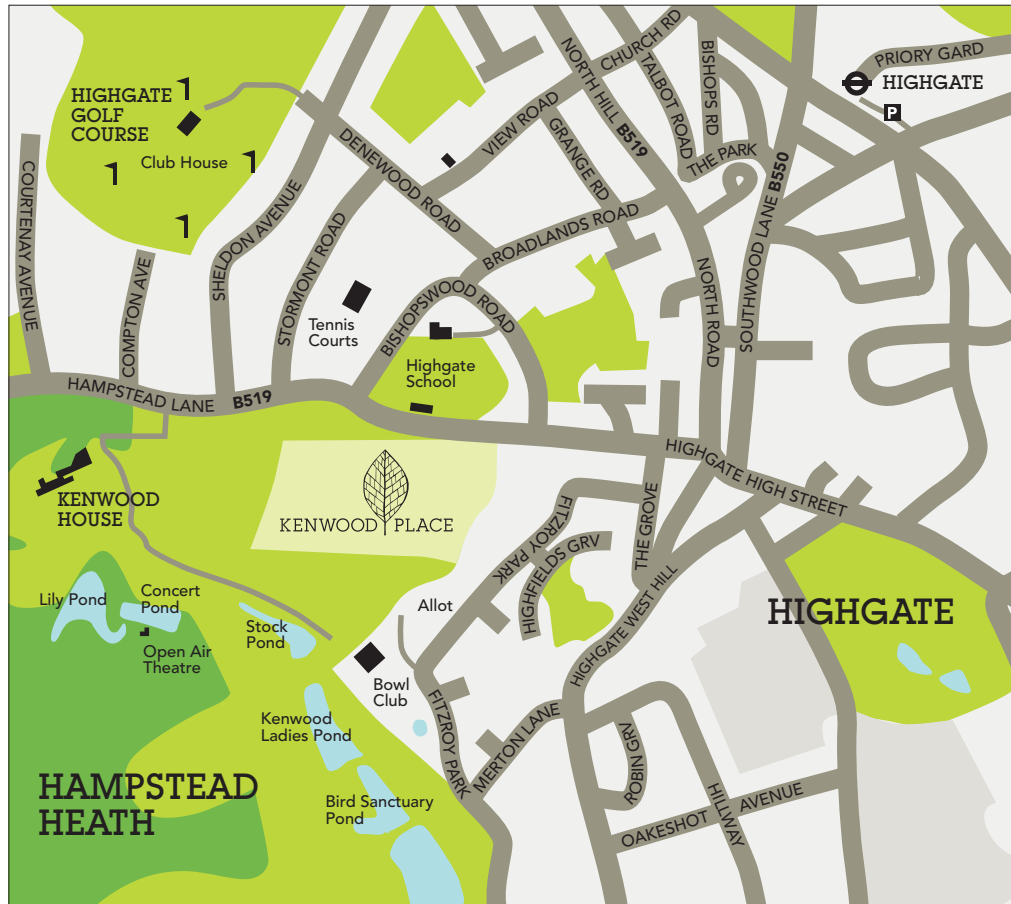 CHURCH RD
NORTH HILL B519
TALBOT ROAD
BISHOPS RD
PRIORY GARD
HIGHGATE
P
HIGHGATE
GOLF
COURSE
Club House
DENEWOOD ROAD
VIEW ROAD
GRANGE RD
THE PARK
COURTENAY AVENUE
SHELDON AVENUE
STORMONT ROAD
BROADLANDS ROAD
SOUTHWOOD LANE B550
COMPTON AVE
Tennis
Courts
BISHOPSWOOD ROAD
NORTH ROAD
Highgate
School
HAMPSTEAD LANE B519
HIGHGATE HIGH STREET
KENWOOD
HOUSE
KENWOOD PLACE
FITZROY PARK
HIGHFIELDS GRV
THE GROVE
HIGHGATE WEST HILL
Lily Pond
Concert
Pond
Open Air
Theatre
Stock
Pond
Allot
HIGHGATE
Bowl
Club
Kenwood
Ladies Pond
FITZROY PARK
MERTON LANE
ROBIN GRV
HILLWAY
OAKESHOT AVENUE
HAMPSTEAD
HEATH
Bird Sanctuary
Pond